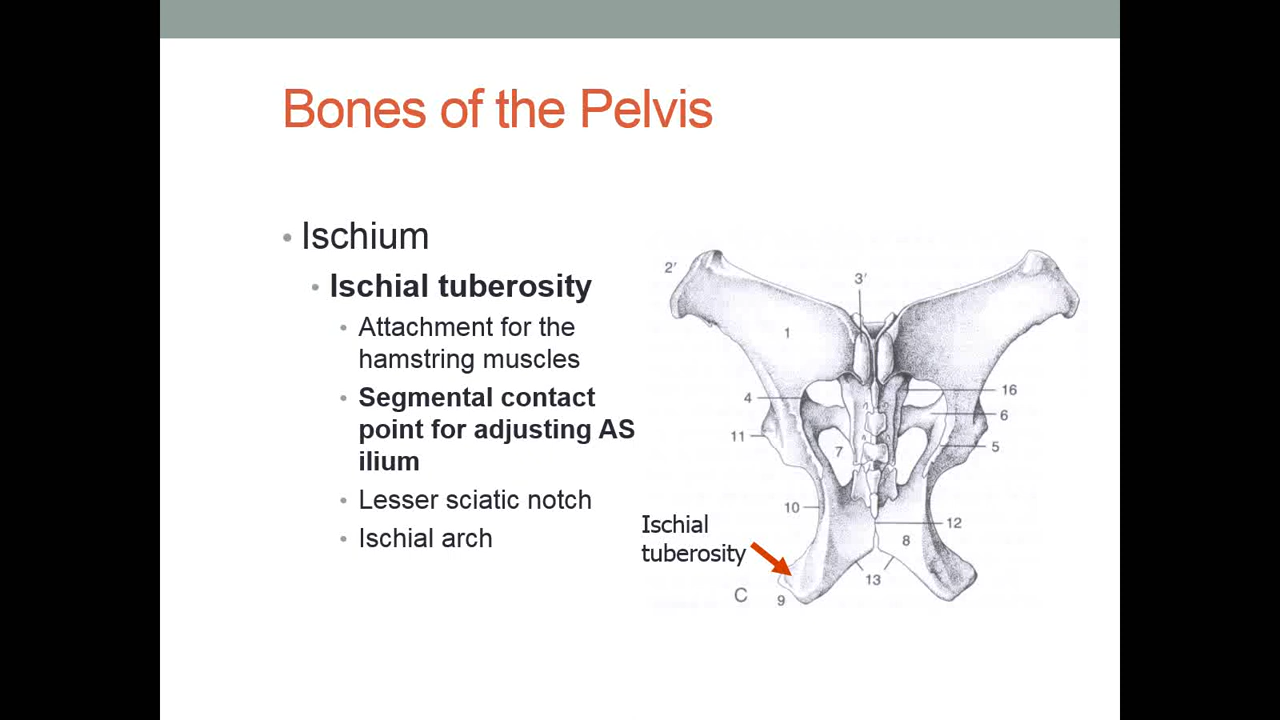 Bones of the Pelvis
• Ischium
• Ischial tuberosity
• Attachment for the
hamstring muscles
• Segmental contact
point for adjusting AS
ilium
• Lesser sciatic notch
• Ischial arch
2′
3′
1
4
16
6
11
7
5
10
Ischial
tuberosity
12
8
13
C
9